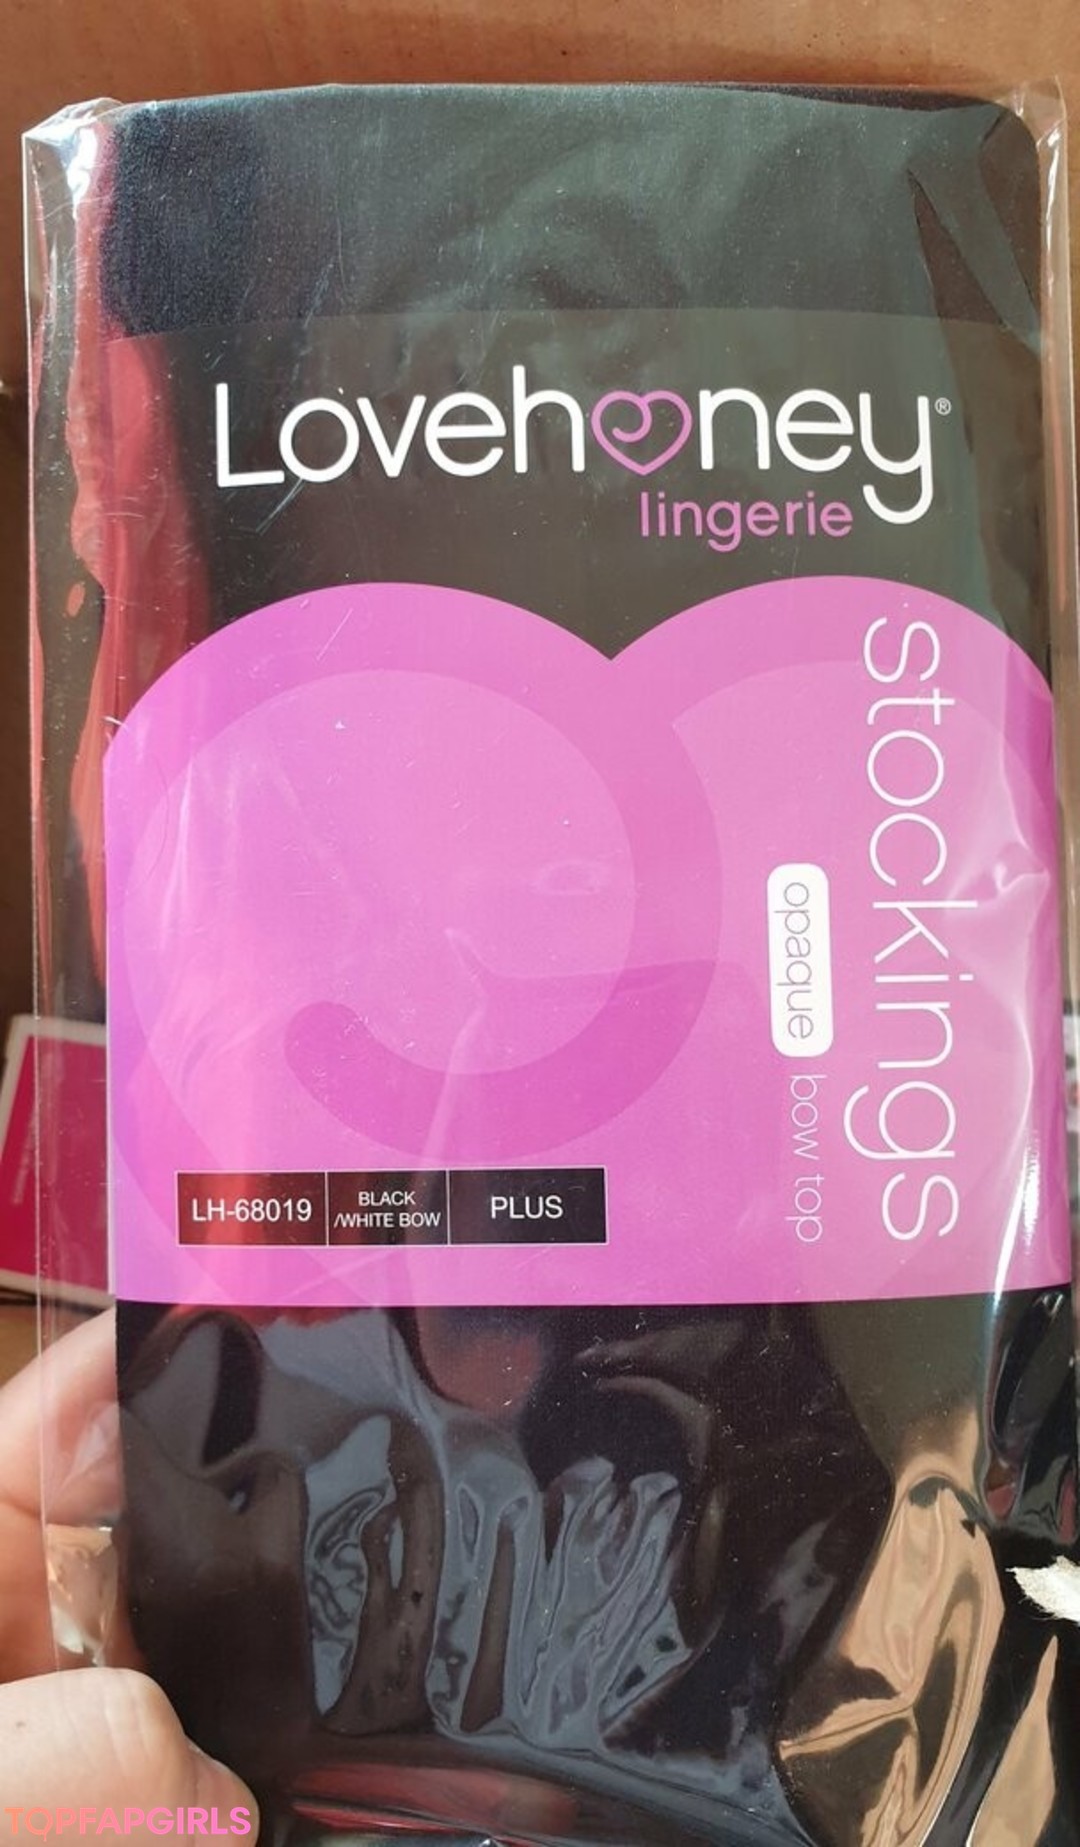 Lovehoney®
lingerie
stockings
opaque bow top
LH-68019
BLACK
/WHITE BOW
PLUS
TOPFAPGIRLS